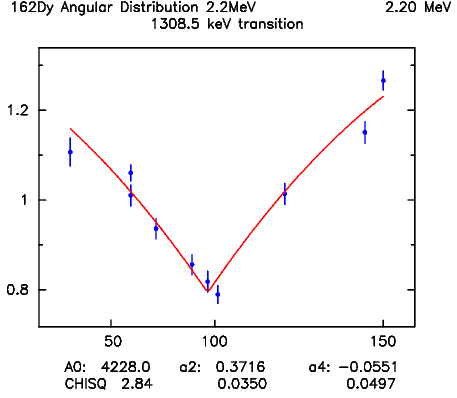 162Dy Angular Distribution 2.2MeV 2.20 MeV
1308.5 keV transition
1.2
1
0.8
50 100 150
A0: 4228.0 a2: 0.3716 a4: −0.0551
CHISQ 2.84 0.0350 0.0497